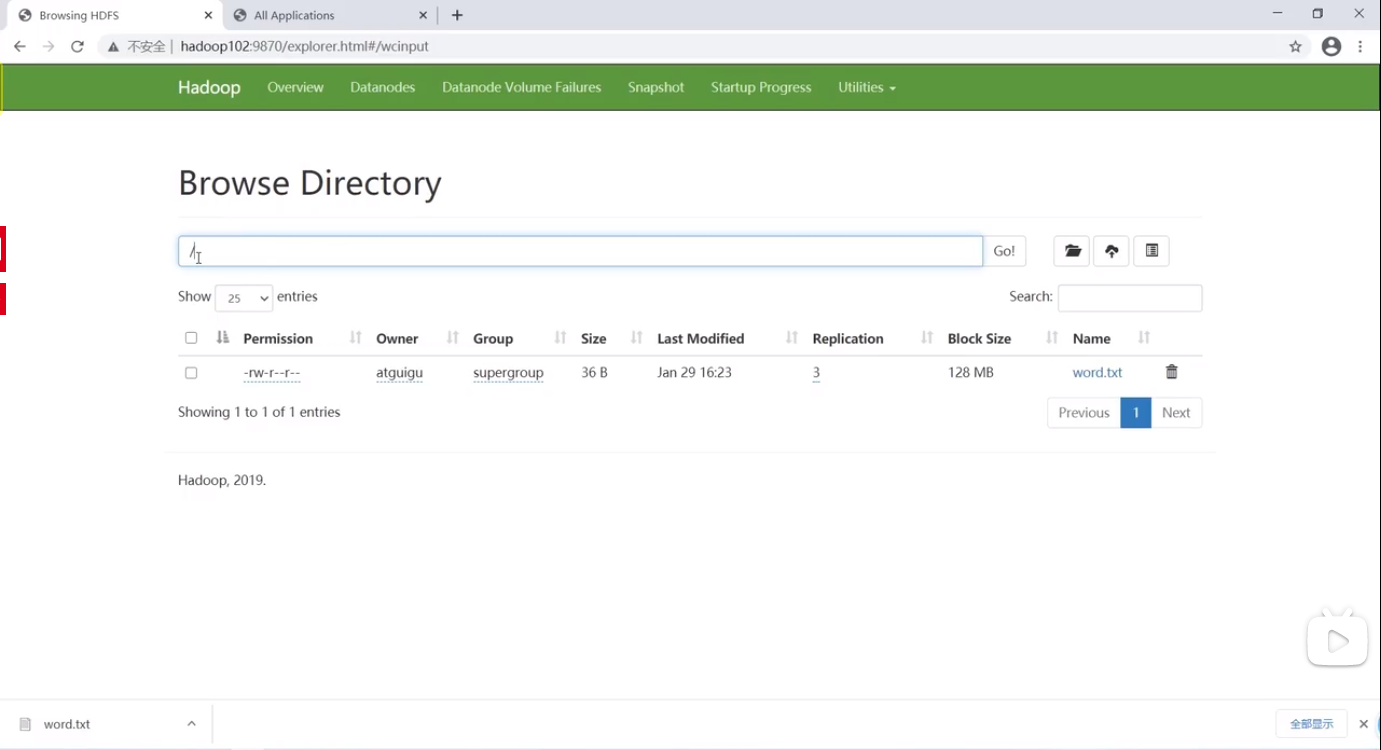 Browsing HDFS All Applications
不安全 | hadoop102:9870/explorer.html#/wcinput
Hadoop Overview Datanodes Datanode Volume Failures Snapshot Startup Progress Utilities
Browse Directory
/ Go!
Show 25 entries Search:
Permission Owner Group Size Last Modified Replication Block Size Name
-rw-r--r-- atguigu supergroup 36 B Jan 29 16:23 3 128 MB word.txt
Showing 1 to 1 of 1 entries Previous 1 Next
Hadoop, 2019.
word.txt 全部显示